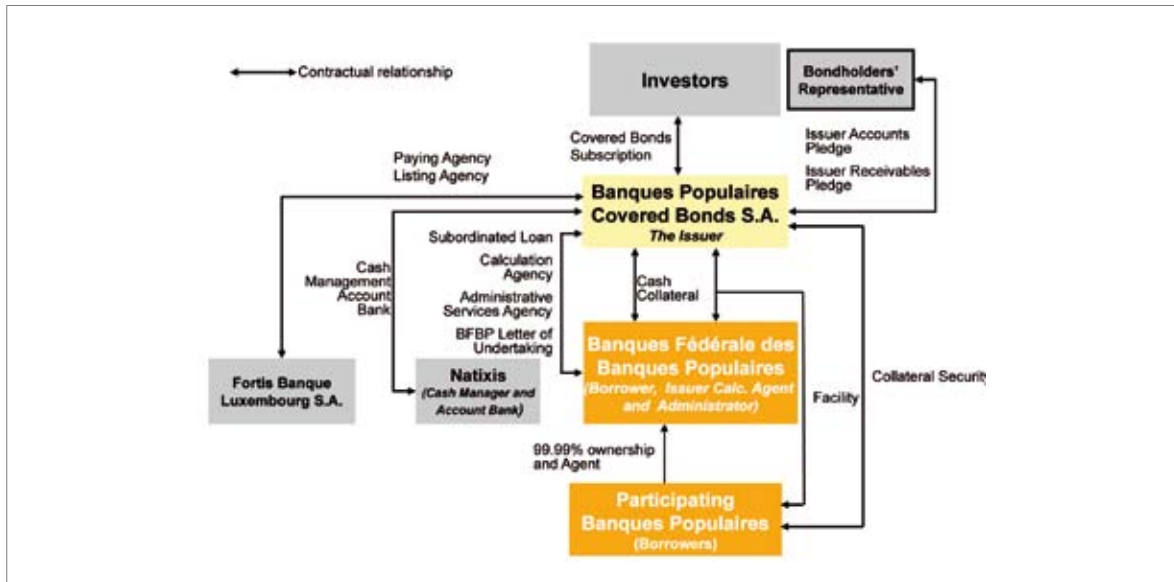 Contractual relationship
Investors
Bondholders'
Representative
Covered Bonds
Subscription
Issuer Accounts
Pledge
Issuer Receivables
Pledge
Paying Agency
Listing Agency
Banques Populaires
Covered Bonds S.A.
The Issuer
Subordinated Loan
Calculation
Agency
Administrative
Services Agency
BFBP Letter of
Undertaking
Cash
Management
Account
Bank
Cash
Collateral
Fortis Banque
Luxembourg S.A.
Natixis
(Cash Manager and
Account Bank)
Banques Fédérale des
Banques Populaires
(Borrower, Issuer Calc. Agent
and Administrator)
Facility
Collateral Security
99.99% ownership
and Agent
Participating
Banques Populaires
(Borrowers)